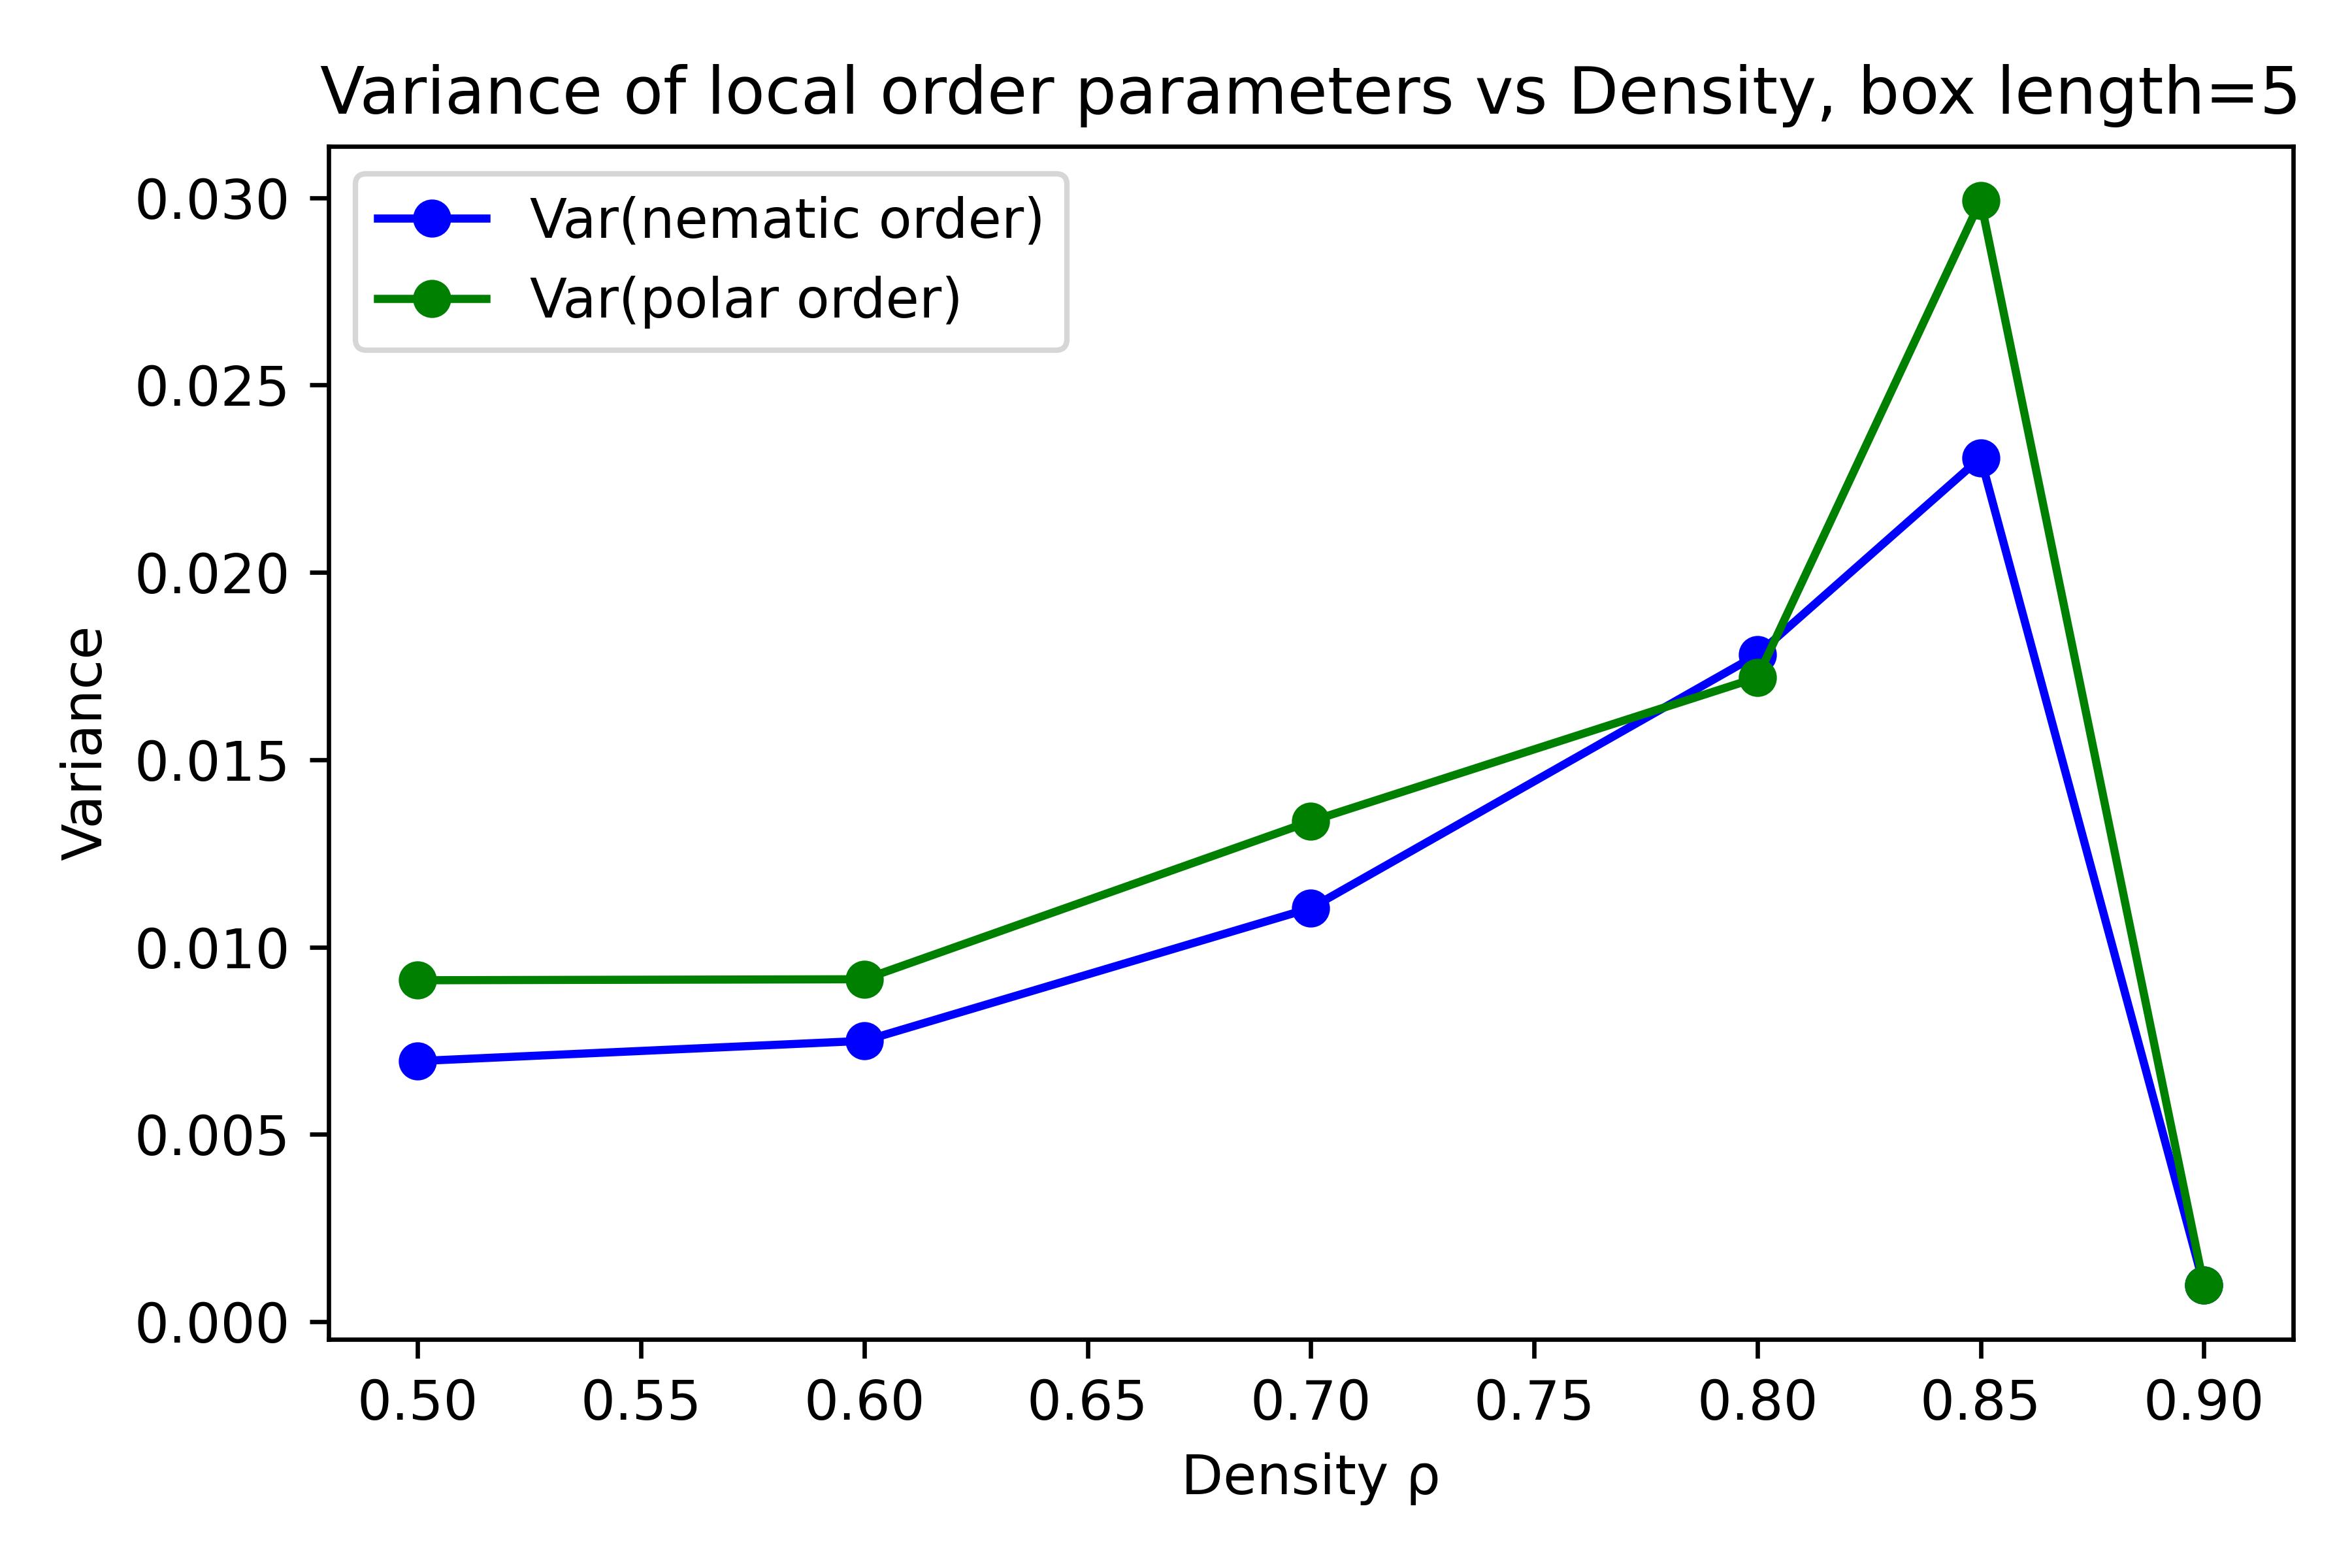 Variance of local order parameters vs Density, box length=5
Var(nematic order)
Var(polar order)
0.030
0.025
0.020
0.015
0.010
0.005
0.000
Variance
0.50 0.55 0.60 0.65 0.70 0.75 0.80 0.85 0.90
Density ρ